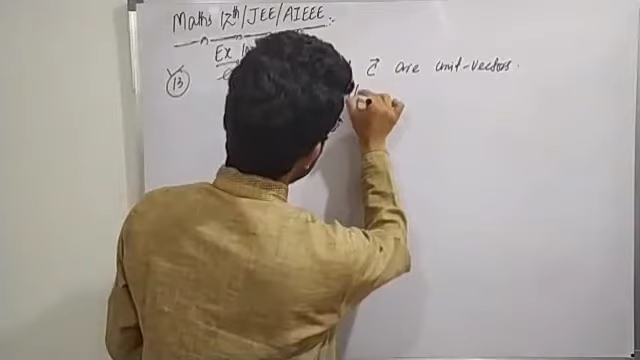 Maths 12th/JEE/AIEEE:-
Ex
13 c⃗ are unit-vectors.